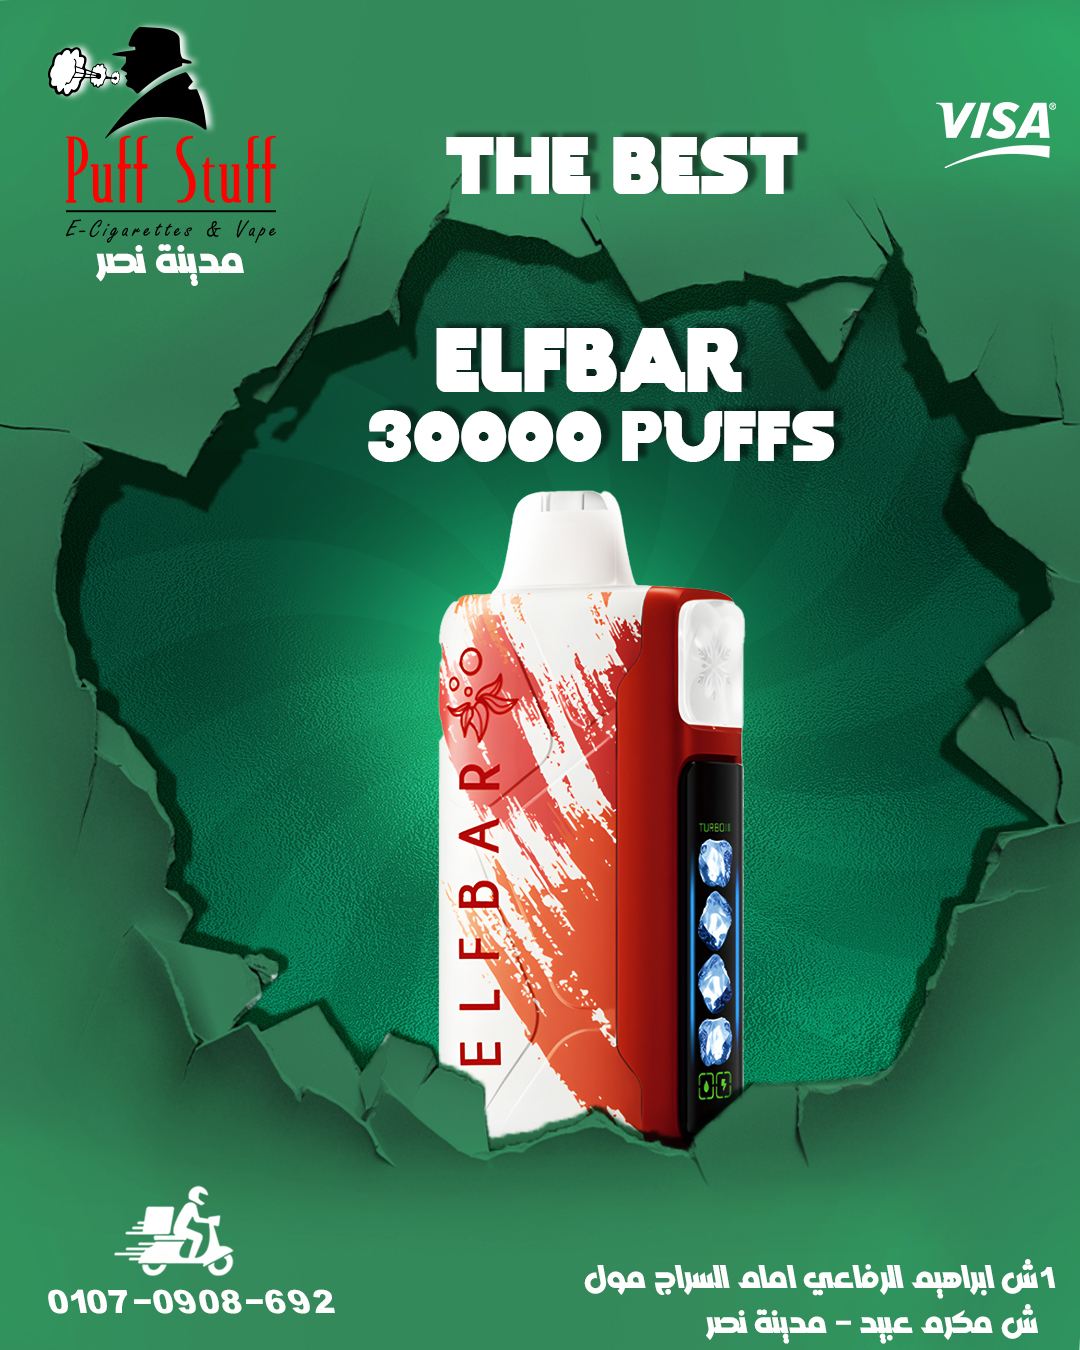 Puff Stuff
E-Cigarettes & Vape
مدينة نصر
VISA®
THE BEST
ELFBAR
30000 PUFFS
ELFBAR
TURBO
0107-0908-692
1ش ابراهيم الرفاعي امام السراج مول
ش مكرم عبيد - مدينة نصر